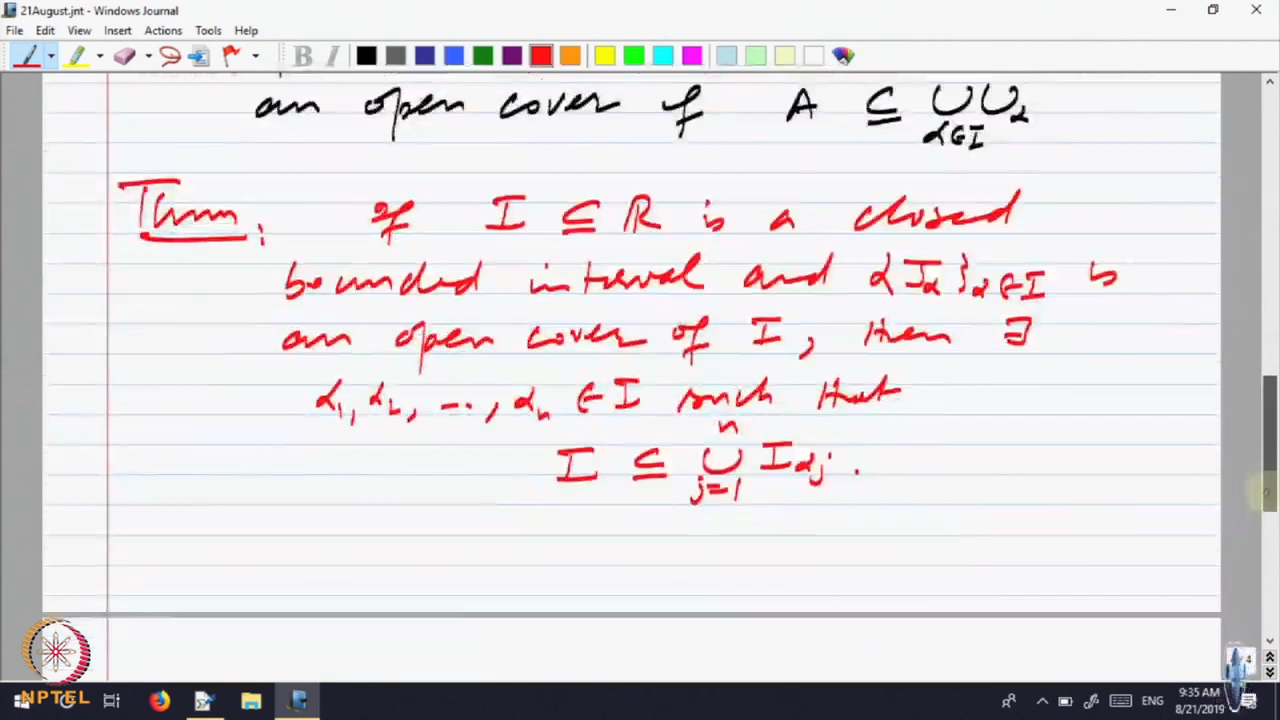 21August.jnt - Windows Journal
File Edit View Insert Actions Tools Help
B I
an open cover of A ⊆ ∪_{α∈I} U_α
Thm: If I ⊆ ℝ is a closed
bounded interval and {I_α}_{α∈I} is
an open cover of I, then ∃
α₁, α₂, ..., αₙ ∈ I such that
I ⊆ ∪_{j=1}^{n} I_{αj}.
NPTEL
ENG
9:35 AM
8/21/2019